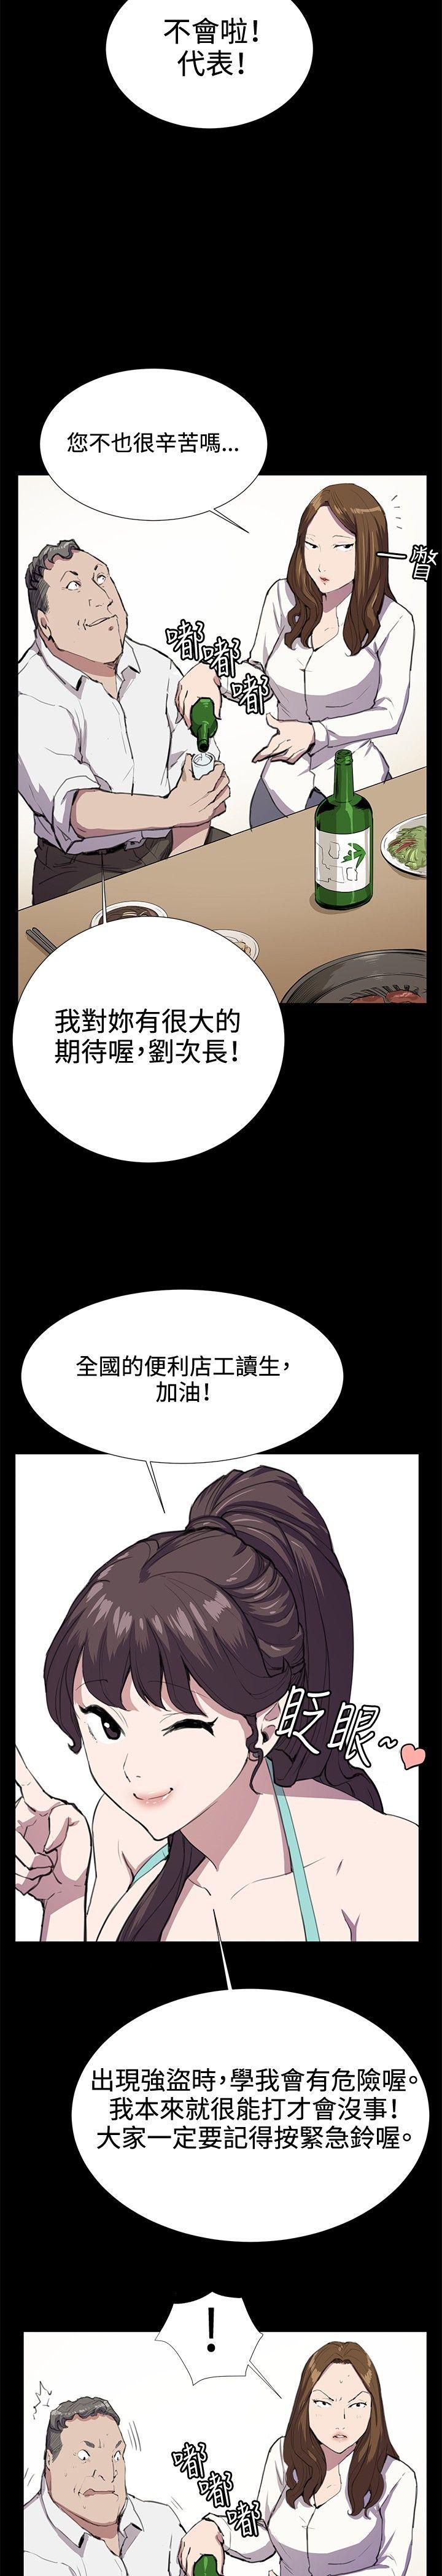 不會啦!
代表!
您不也很辛苦嗎...
一瞥
嘟
嘟
嘟
我對妳有很大的
期待喔,劉次長!
全國的便利店工讀生,
加油!
眨眼~
出現強盜時,學我會有危險喔。
我本來就很能打才會沒事!
大家一定要記得按緊急鈴喔。
!
嘟
嘟
嘟